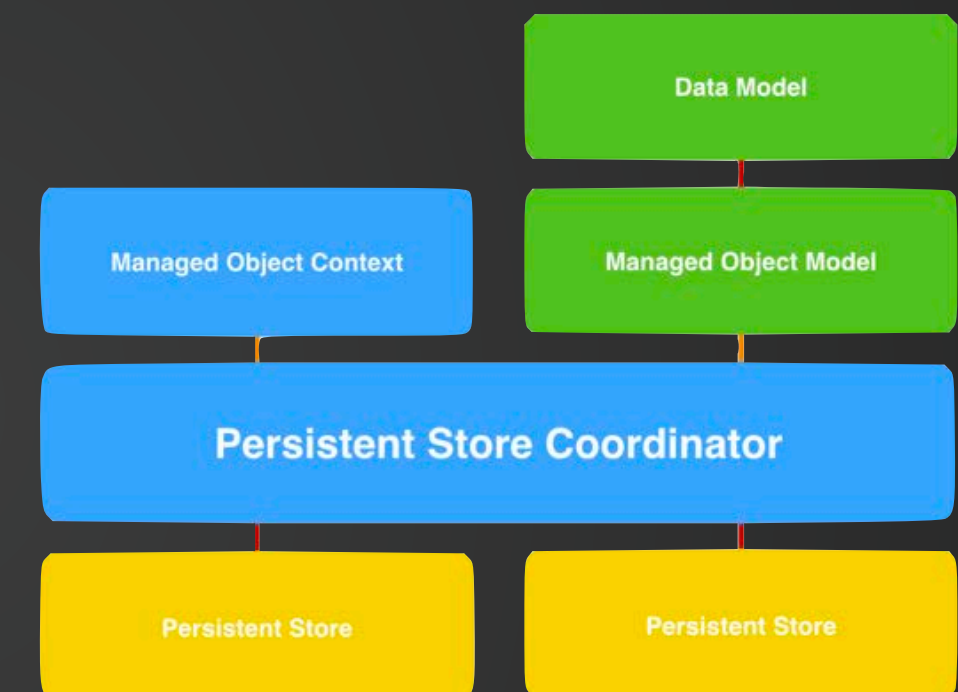 Data Model
Managed Object Context
Managed Object Model
Persistent Store Coordinator
Persistent Store
Persistent Store